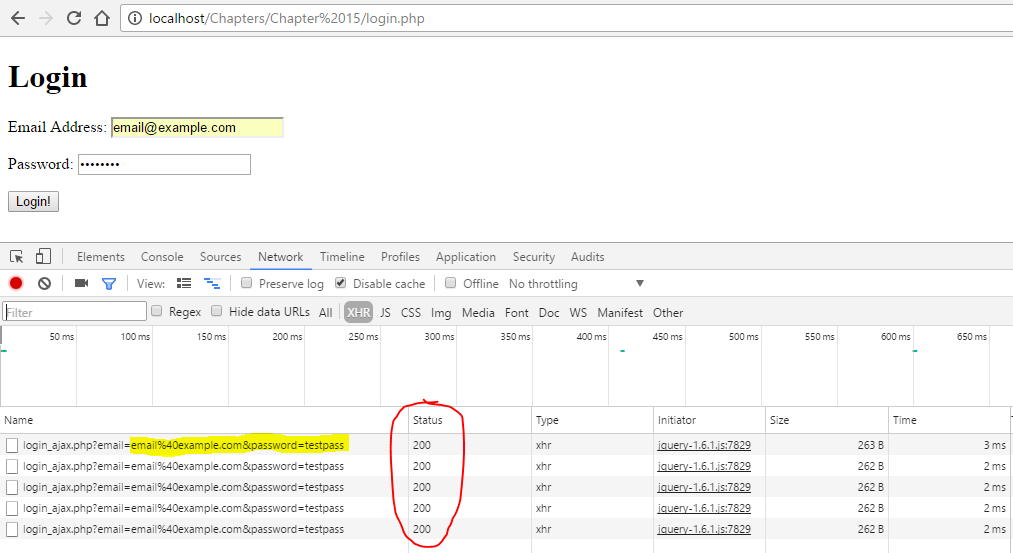 localhost/Chapters/Chapter%2015/login.php
Login
Email Address: email@example.com
Password: ••••••••
Login!
Elements Console Sources Network Timeline Profiles Application Security Audits
View: Preserve log Disable cache Offline No throttling
Filter Regex Hide data URLs All XHR JS CSS Img Media Font Doc WS Manifest Other
50 ms 100 ms 150 ms 200 ms 250 ms 300 ms 350 ms 400 ms 450 ms 500 ms 550 ms 600 ms 650 ms
Name Status Type Initiator Size Time
login_ajax.php?email=email%40example.com&password=testpass 200 xhr jquery-1.6.1.js:7829 263 B 3 ms
login_ajax.php?email=email%40example.com&password=testpass 200 xhr jquery-1.6.1.js:7829 262 B 2 ms
login_ajax.php?email=email%40example.com&password=testpass 200 xhr jquery-1.6.1.js:7829 262 B 2 ms
login_ajax.php?email=email%40example.com&password=testpass 200 xhr jquery-1.6.1.js:7829 262 B 2 ms
login_ajax.php?email=email%40example.com&password=testpass 200 xhr jquery-1.6.1.js:7829 262 B 2 ms